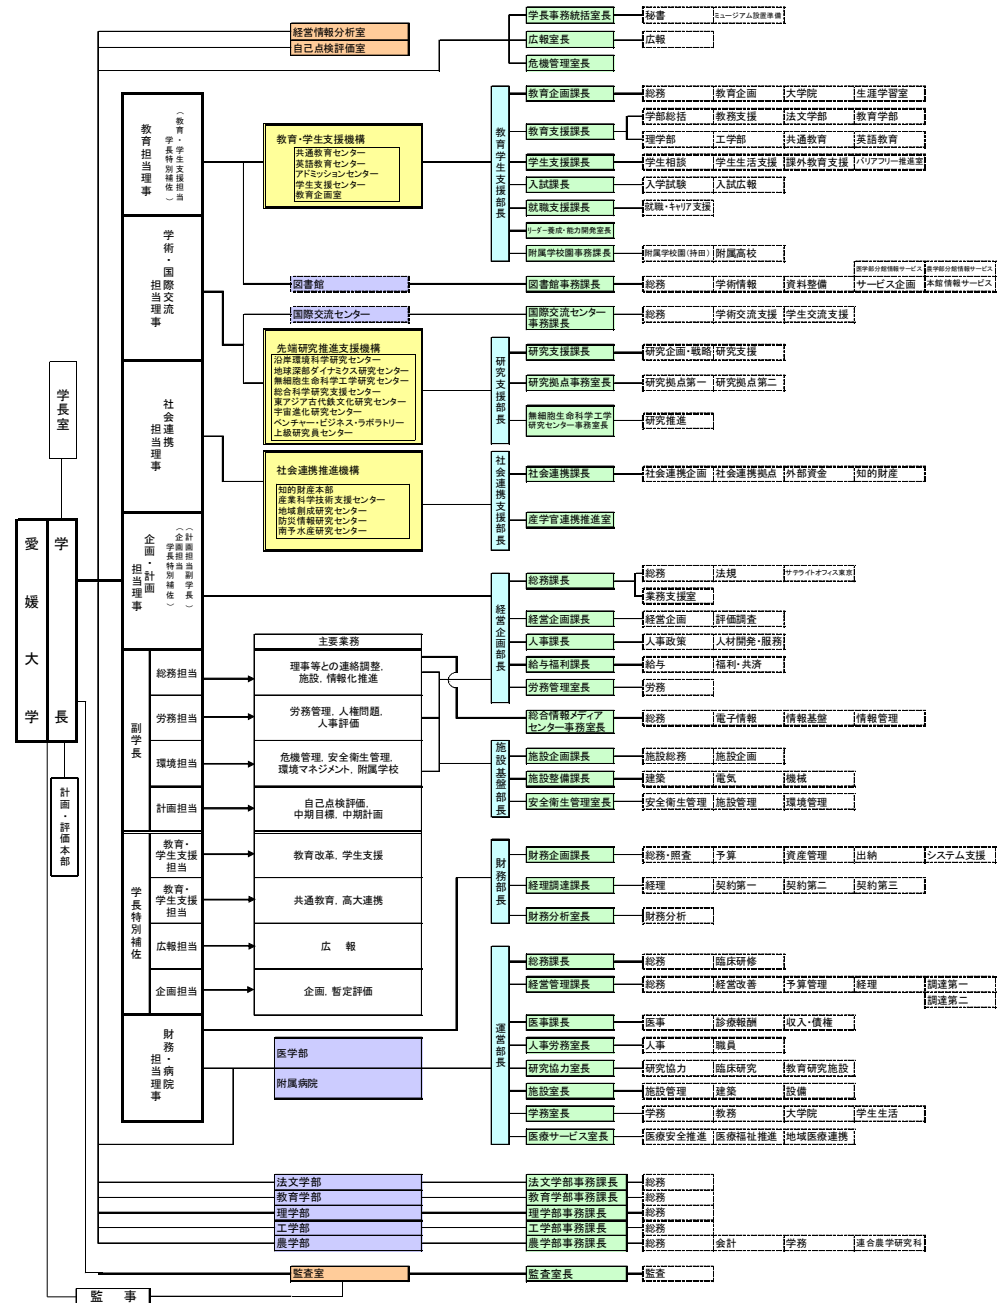 学長事務統括室長 秘書 ミュージアム設置準備
経営情報分析室
自己点検評価室
広報室長 広報
危機管理室長
教育担当理事
（教育・学生支援担当
学長特別補佐）
教育・学生支援機構
共通教育センター
英語教育センター
アドミッションセンター
学生支援センター
教育企画室
教育学生支援部長
教育企画課長 総務 教育企画 大学院 生涯学習室
教育支援課長 学部総括 教務支援 法文学部 教育学部
理学部 工学部 共通教育 英語教育
学生支援課長 学生相談 学生生活支援 課外教育支援 バリアフリー推進室
入試課長 入学試験 入試広報
就職支援課長 就職・キャリア支援
リーダー養成・能力開発室長
附属学校園事務課長 附属学校園(持田) 附属高校
学術・国際交流
担当理事
医学部分館情報サービス 農学部分館情報サービス
図書館 図書館事務課長 総務 学術情報 資料整備 サービス企画 本館情報サービス
国際交流センター 国際交流センター
事務課長 総務 学術交流支援 学生交流支援
先端研究推進支援機構
沿岸環境科学研究センター
地球深部ダイナミクス研究センター
無細胞生命科学工学研究センター
総合科学研究支援センター
東アジア古代鉄文化研究センター
宇宙進化研究センター
ベンチャー・ビジネス・ラボラトリー
上級研究員センター
研究支援部長
研究支援課長 研究企画・戦略 研究支援
研究拠点事務室長 研究拠点第一 研究拠点第二
無細胞生命科学工学
研究センター事務室長 研究推進
学長室
社会連携
担当理事
社会連携推進機構
知的財産本部
産業科学技術支援センター
地域創成研究センター
防災情報研究センター
南予水産研究センター
社会連携支援部長
社会連携課長 社会連携企画 社会連携拠点 外部資金 知的財産
産学官連携推進室
愛媛大学
学長
企画・計画
担当理事
（計画担当副学長）
（企画担当
学長特別補佐）
経営企画部長
総務課長 総務 法規 サテライトオフィス東京
業務支援室
経営企画課長 経営企画 評価調査
人事課長 人事政策 人材開発・服務
給与福利課長 給与 福利・共済
労務管理室長 労務
総合情報メディア
センター事務室長 総務 電子情報 情報基盤 情報管理
主要業務
副学長
総務担当 理事等との連絡調整、
施設、情報化推進
労務担当 労務管理、人権問題、
人事評価
環境担当 危機管理、安全衛生管理、
環境マネジメント、附属学校
計画担当 自己点検評価、
中期目標、中期計画
計画・評価本部
施設基盤部長
施設企画課長 施設総務 施設企画
施設整備課長 建築 電気 機械
安全衛生管理室長 安全衛生管理 施設管理 環境管理
学長特別補佐
教育・
学生支援
担当 教育改革、学生支援
教育・
学生支援
担当 共通教育、高大連携
広報担当 広 報
企画担当 企画、暫定評価
財務部長
財務企画課長 総務・照査 予算 資産管理 出納 システム支援
経理調達課長 経理 契約第一 契約第二 契約第三
財務分析室長 財務分析
財務・病院
担当理事
医学部
附属病院
運営部長
総務課長 総務 臨床研修
経営管理課長 総務 経営改善 予算管理 経理 調達第一
調達第二
医事課長 医事 診療報酬 収入・債権
人事労務室長 人事 職員
研究協力室長 研究協力 臨床研究 教育研究施設
施設室長 施設管理 建築 設備
学務室長 学務 教務 大学院 学生生活
医療サービス室長 医療安全推進 医療福祉推進 地域医療連携
法文学部 法文学部事務課長 総務
教育学部 教育学部事務課長 総務
理学部 理学部事務課長 総務
工学部 工学部事務課長 総務
農学部 農学部事務課長 総務 会計 学務 連合農学研究科
監査室 監査室長 監査
監 事